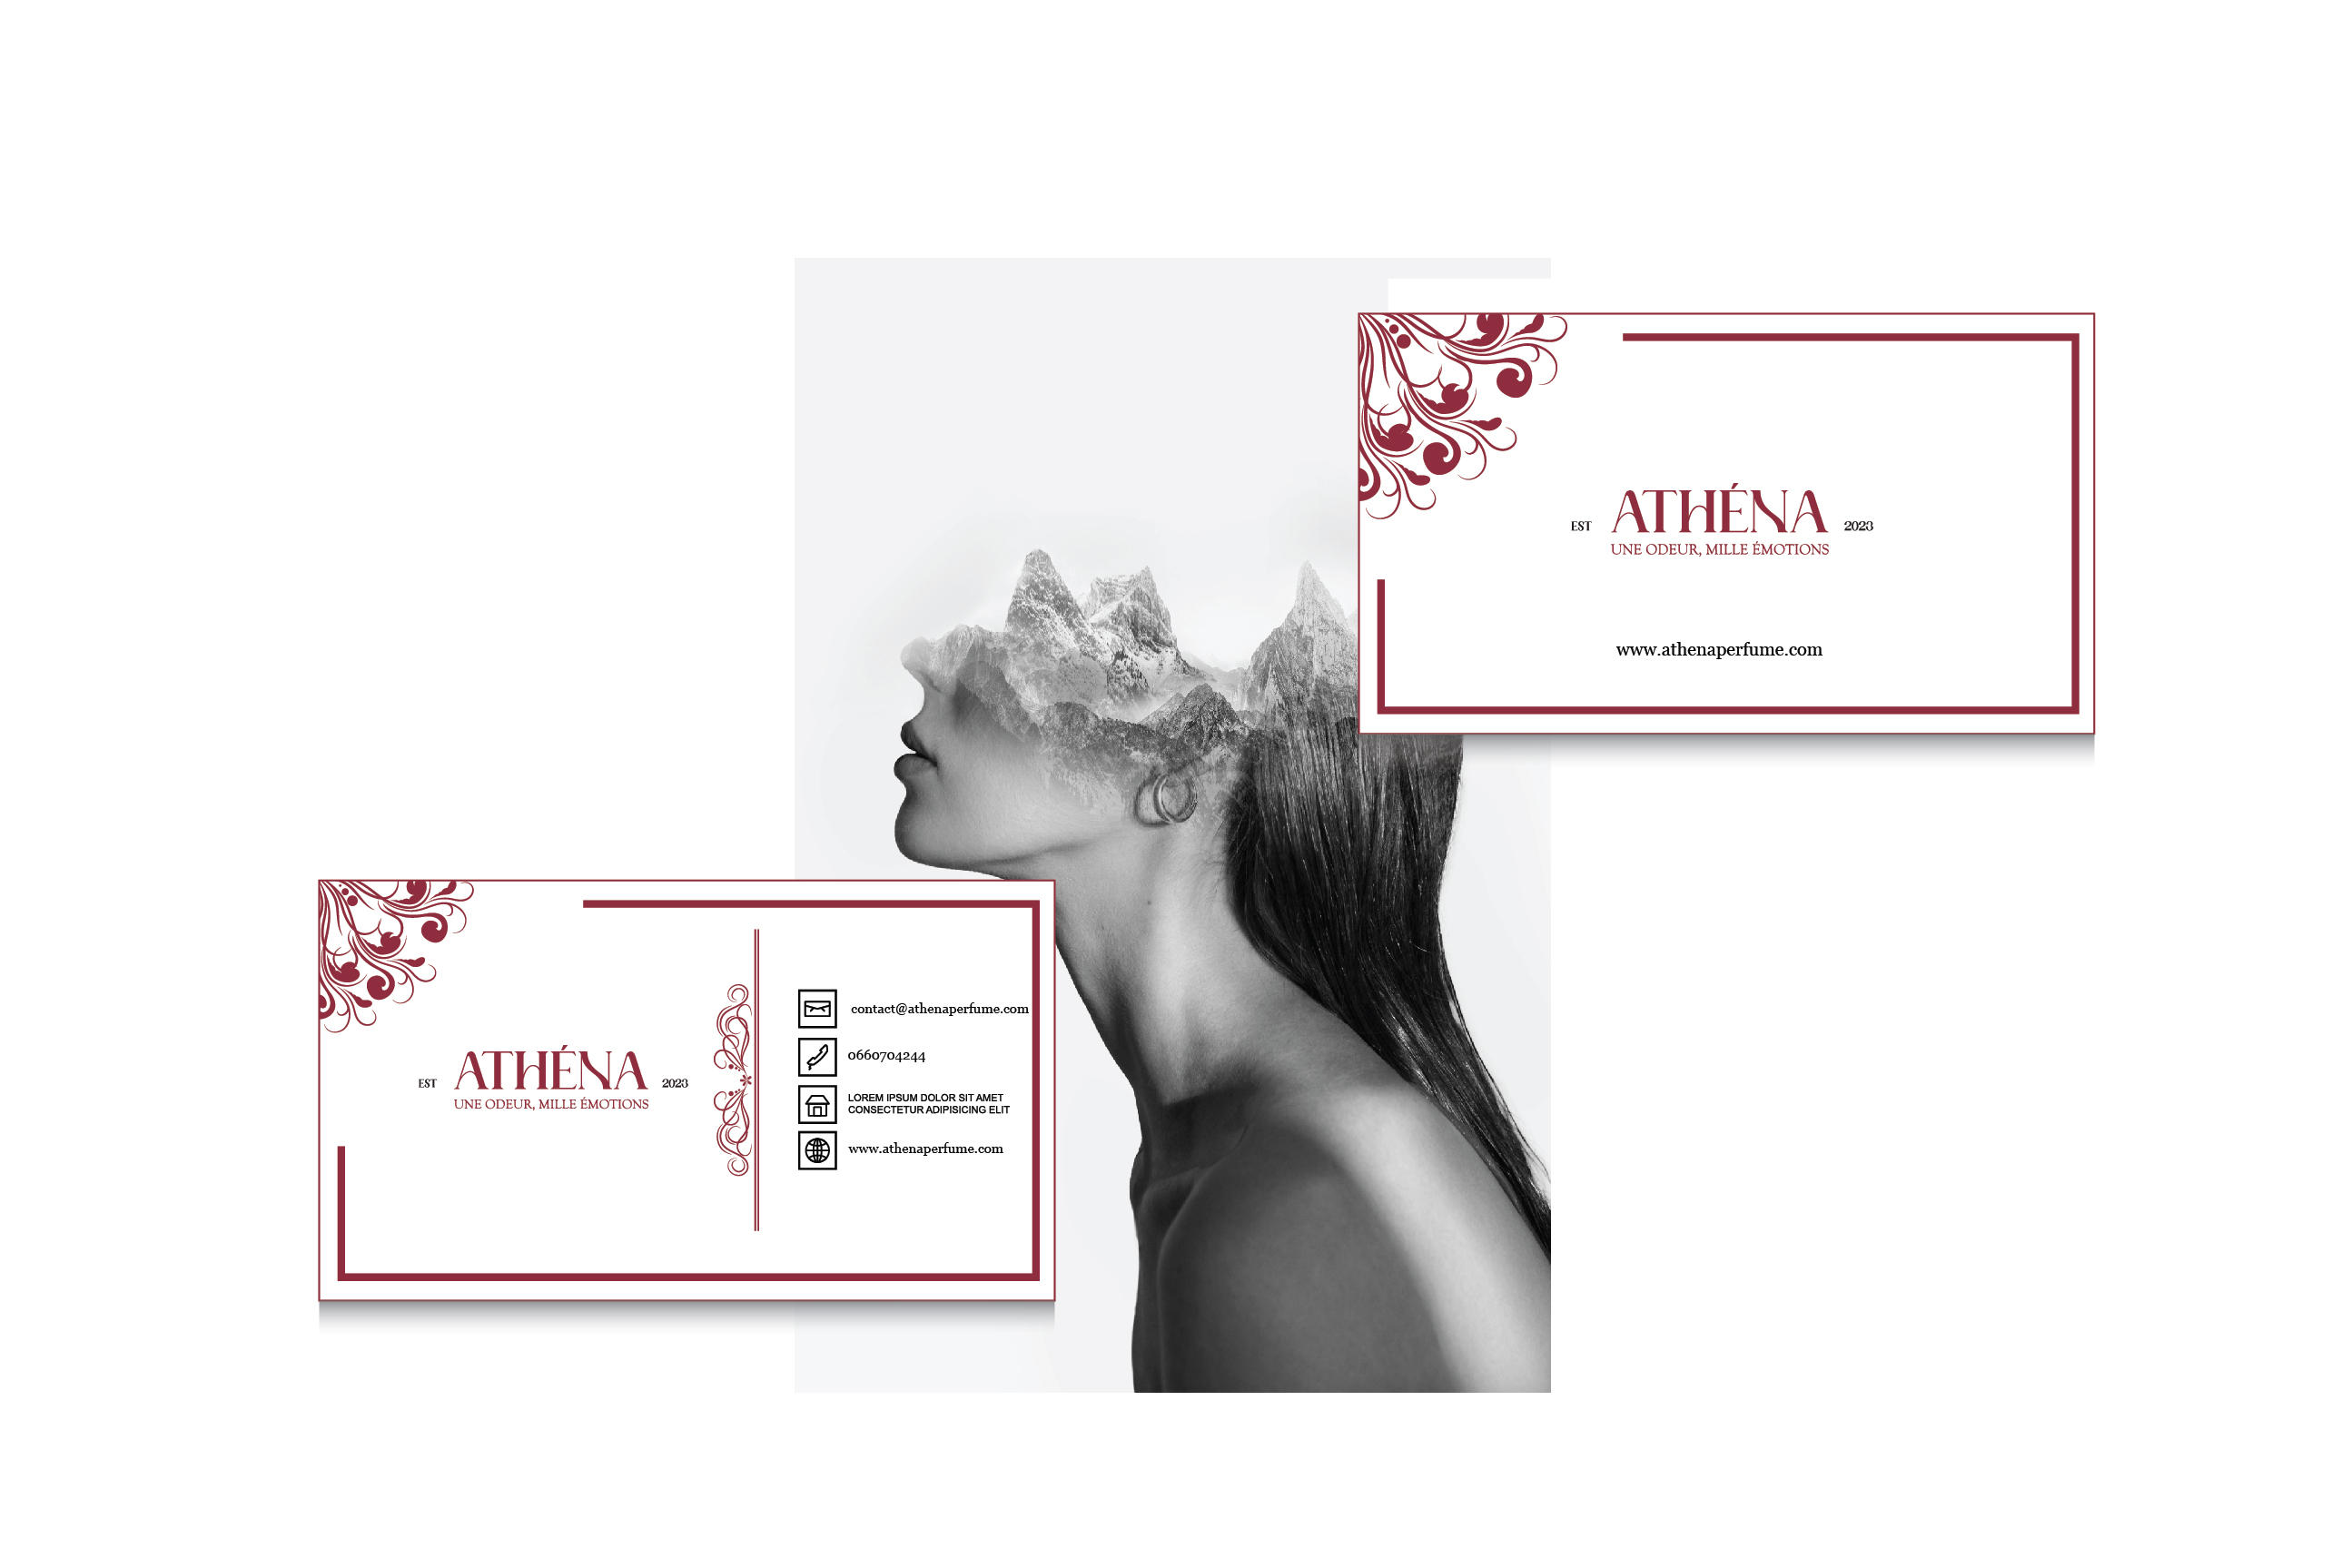 EST ATHÉNA 2023
UNE ODEUR, MILLE ÉMOTIONS
www.athenaperfume.com
EST ATHÉNA 2023
UNE ODEUR, MILLE ÉMOTIONS
contact@athenaperfume.com
0660704244
LOREM IPSUM DOLOR SIT AMET
CONSECTETUR ADIPISICING ELIT
www.athenaperfume.com